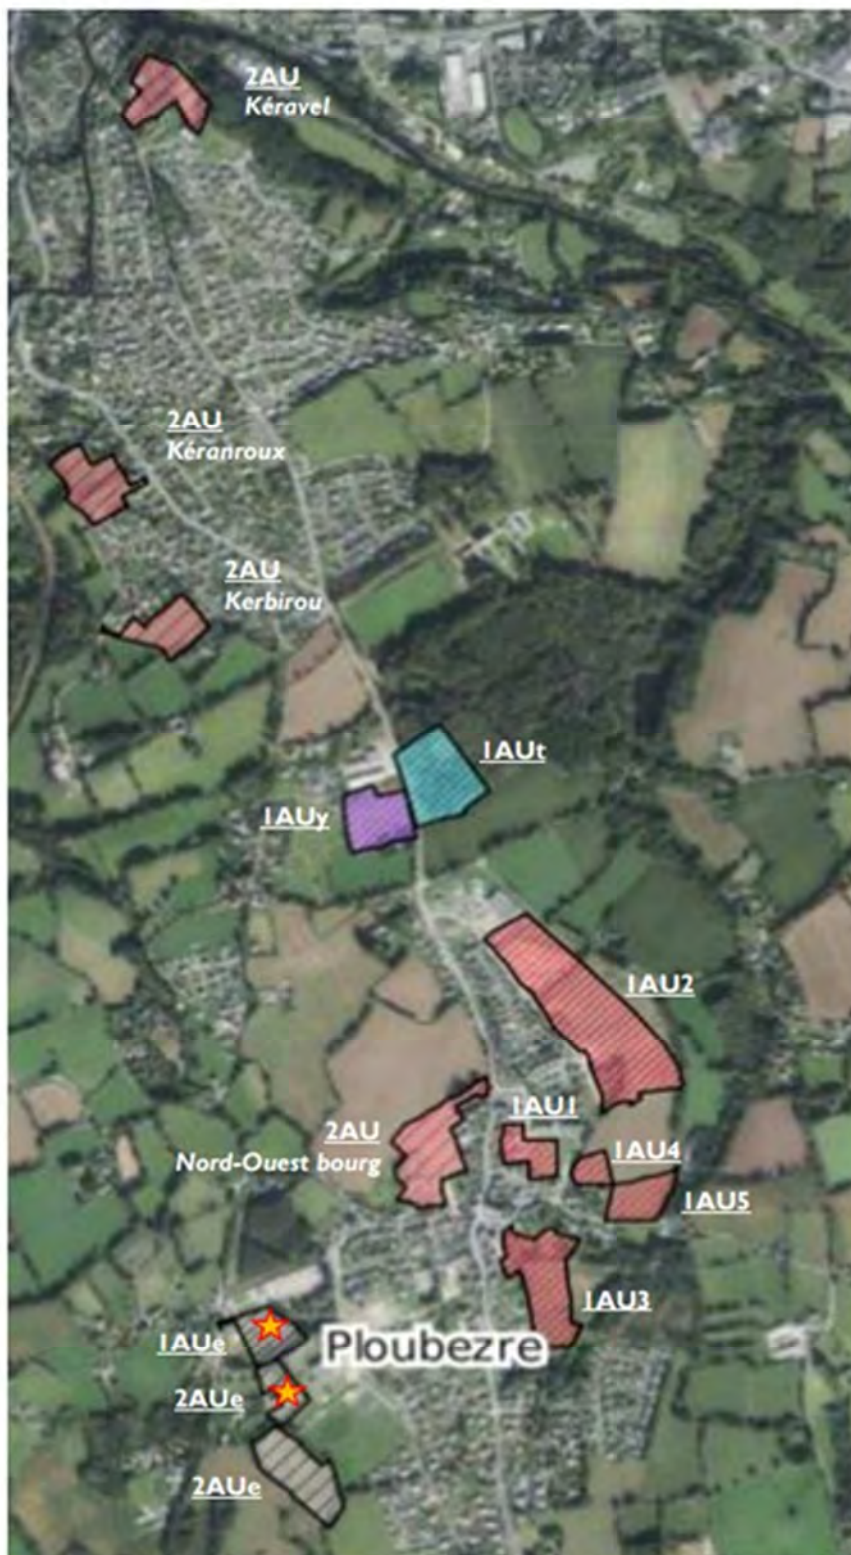 2AU
Kéravel
2AU
Kéranroux
2AU
Kerbirou
1AUt
1AUy
1AU2
1AU1
2AU
Nord-Ouest bourg
1AU4
1AU5
1AU3
1AUe
Ploubezre
2AUe
2AUe